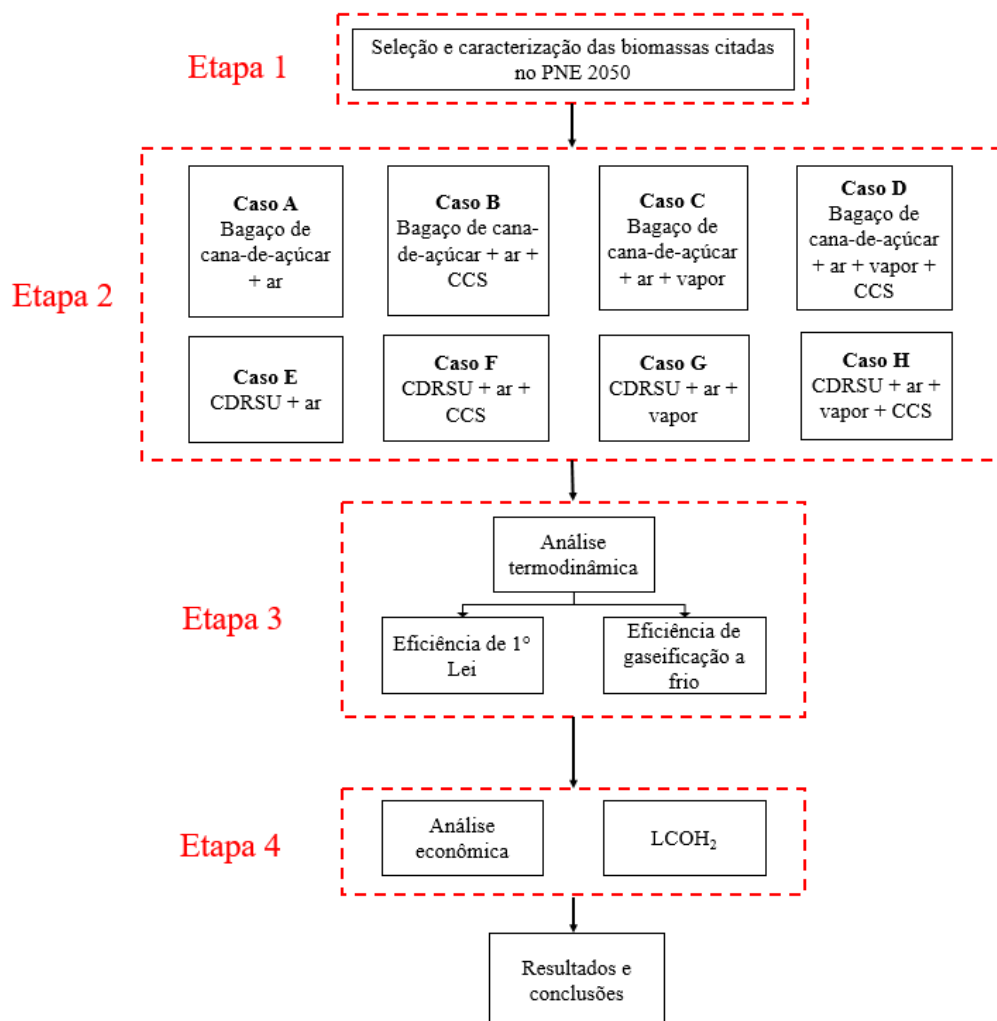 Etapa 1
Seleção e caracterização das biomassas citadas
no PNE 2050
Etapa 2
Caso A
Bagaço de
cana-de-açúcar
+ ar
Caso B
Bagaço de cana-
de-açúcar + ar +
CCS
Caso C
Bagaço de
cana-de-açúcar
+ ar + vapor
Caso D
Bagaço de
cana-de-açúcar
+ ar + vapor +
CCS
Caso E
CDRSU + ar
Caso F
CDRSU + ar +
CCS
Caso G
CDRSU + ar +
vapor
Caso H
CDRSU + ar +
vapor + CCS
Etapa 3
Análise
termodinâmica
Eficiência de 1°
Lei
Eficiência de
gaseificação a
frio
Etapa 4
Análise
econômica
LCOH₂
Resultados e
conclusões